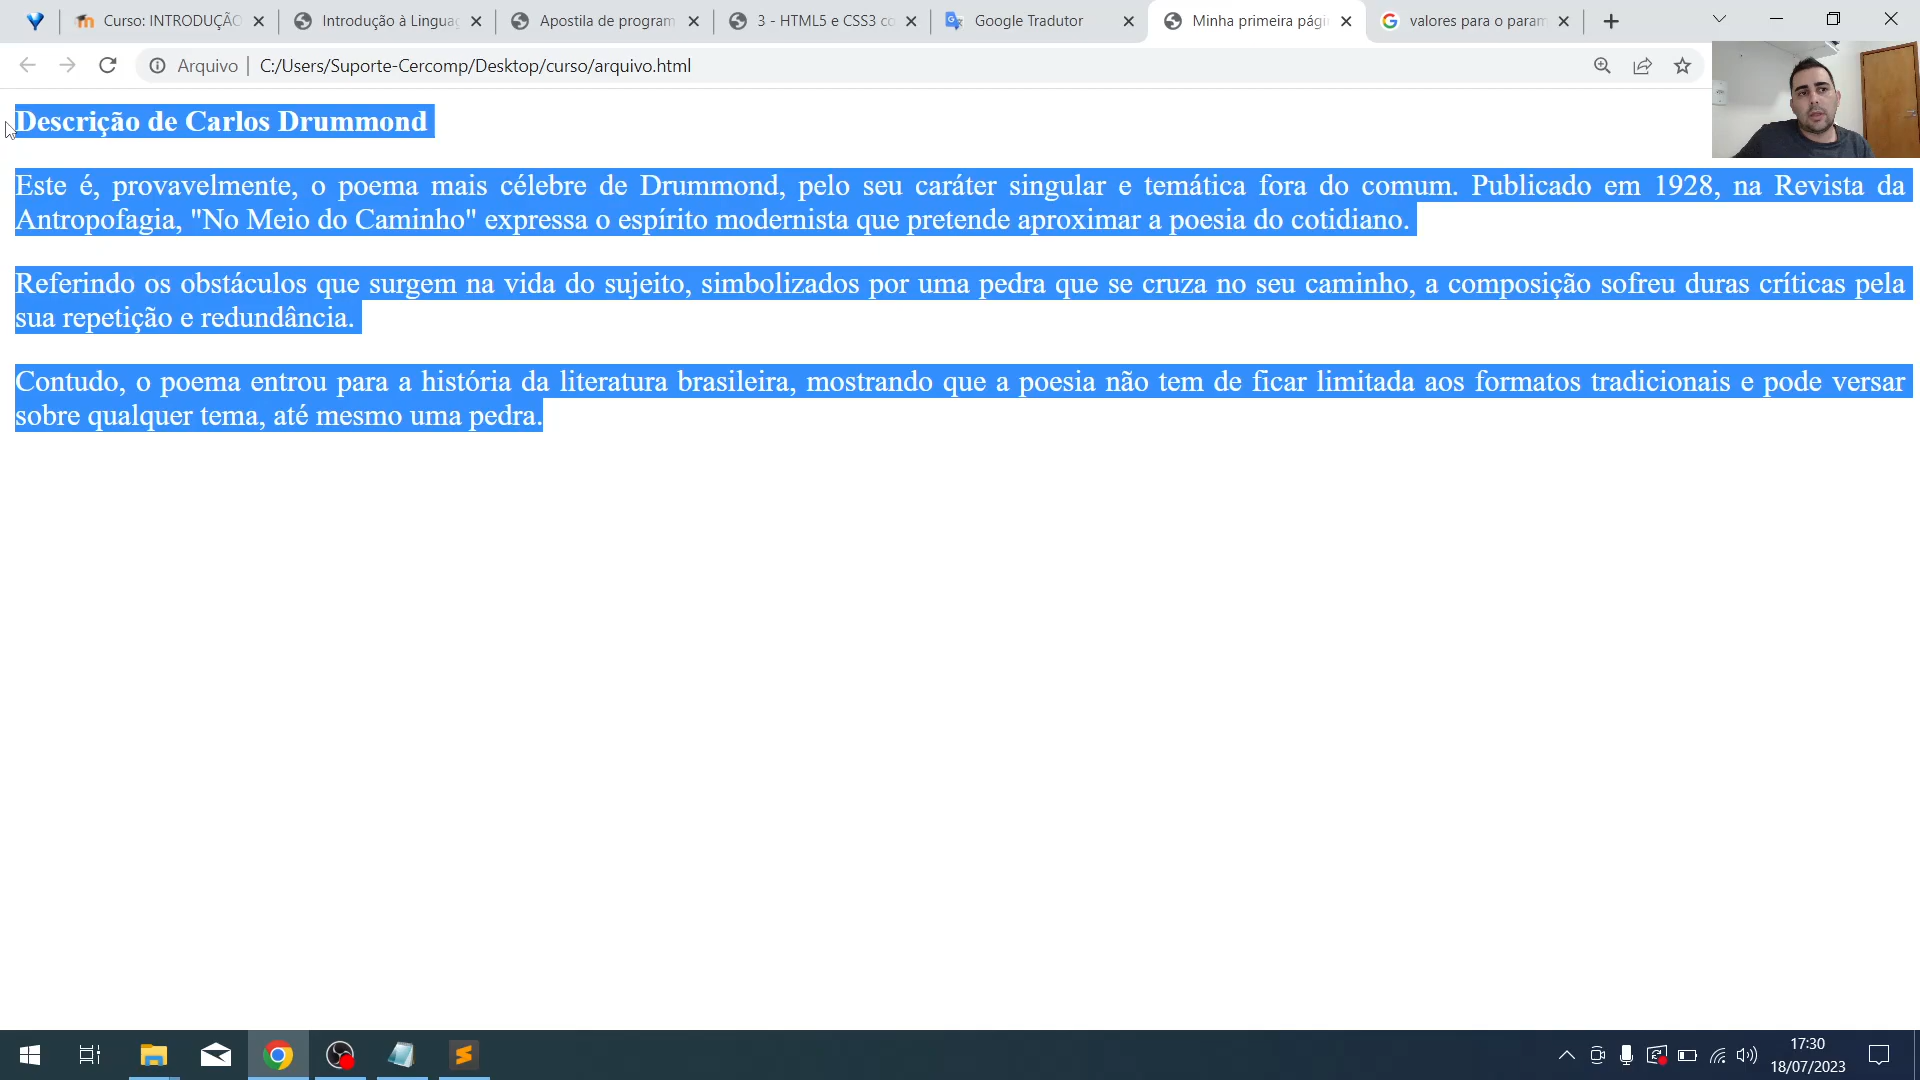 Curso: INTRODUÇÃO
Introdução à Linguag
Apostila de program
3 - HTML5 e CSS3 co
Google Tradutor
Minha primeira pági
valores para o param
Arquivo
C:/Users/Suporte-Cercomp/Desktop/curso/arquivo.html
Descrição de Carlos Drummond
Este é, provavelmente, o poema mais célebre de Drummond, pelo seu caráter singular e temática fora do comum. Publicado em 1928, na Revista da
Antropofagia, "No Meio do Caminho" expressa o espírito modernista que pretende aproximar a poesia do cotidiano.
Referindo os obstáculos que surgem na vida do sujeito, simbolizados por uma pedra que se cruza no seu caminho, a composição sofreu duras críticas pela
sua repetição e redundância.
Contudo, o poema entrou para a história da literatura brasileira, mostrando que a poesia não tem de ficar limitada aos formatos tradicionais e pode versar
sobre qualquer tema, até mesmo uma pedra.
17:30
18/07/2023